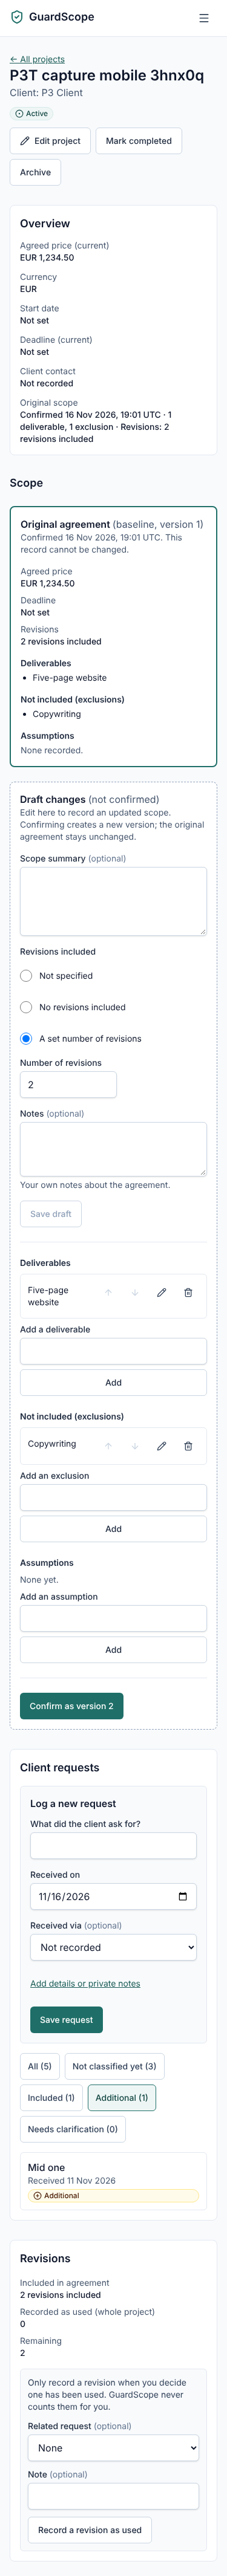 GuardScope
← All projects
P3T capture mobile 3hnx0q
Client: P3 Client
Active
Edit project
Mark completed
Archive
Overview
Agreed price (current)
EUR 1,234.50
Currency
EUR
Start date
Not set
Deadline (current)
Not set
Client contact
Not recorded
Original scope
Confirmed 16 Nov 2026, 19:01 UTC · 1
deliverable, 1 exclusion · Revisions: 2
revisions included
Scope
Original agreement (baseline, version 1)
Confirmed 16 Nov 2026, 19:01 UTC. This
record cannot be changed.
Agreed price
EUR 1,234.50
Deadline
Not set
Revisions
2 revisions included
Deliverables
• Five-page website
Not included (exclusions)
• Copywriting
Assumptions
None recorded.
Draft changes (not confirmed)
Edit here to record an updated scope.
Confirming creates a new version; the original
agreement stays unchanged.
Scope summary (optional)
Revisions included
Not specified
No revisions included
A set number of revisions
Number of revisions
2
Notes (optional)
Your own notes about the agreement.
Save draft
Deliverables
Five-page
website
Add a deliverable
Add
Not included (exclusions)
Copywriting
Add an exclusion
Add
Assumptions
None yet.
Add an assumption
Add
Confirm as version 2
Client requests
Log a new request
What did the client ask for?
Received on
11/16/2026
Received via (optional)
Not recorded
Add details or private notes
Save request
All (5)
Not classified yet (3)
Included (1)
Additional (1)
Needs clarification (0)
Mid one
Received 11 Nov 2026
Additional
Revisions
Included in agreement
2 revisions included
Recorded as used (whole project)
0
Remaining
2
Only record a revision when you decide
one has been used. GuardScope never
counts them for you.
Related request (optional)
None
Note (optional)
Record a revision as used